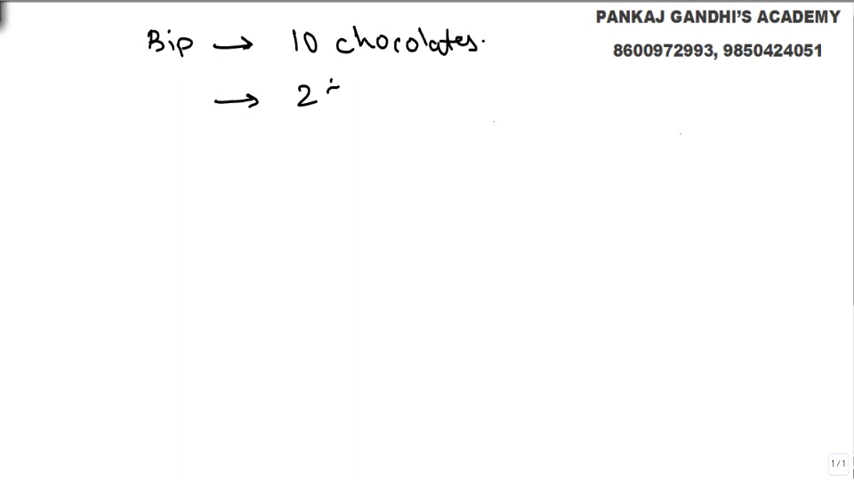 PANKAJ GANDHI'S ACADEMY
8600972993, 9850424051
Bip → 10 chocolates.
→ 2
1/1